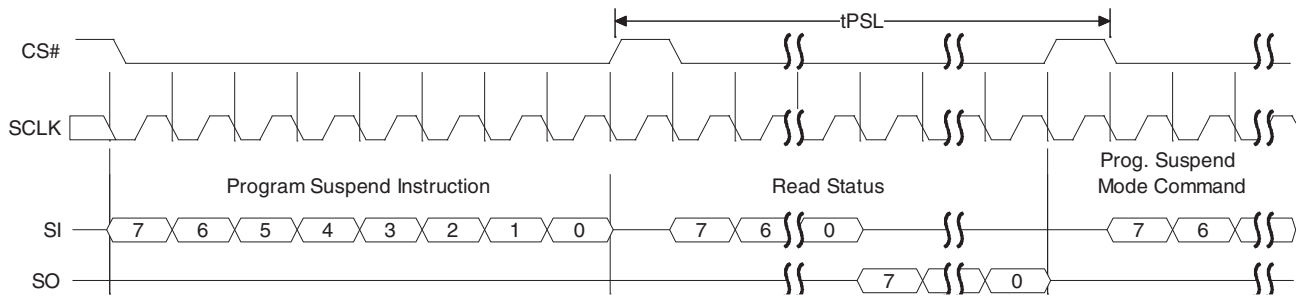 tPSL
CS#
SCLK
Prog. Suspend
Program Suspend Instruction Read Status Mode Command
SI 7 6 5 4 3 2 1 0 7 6 0 7 6
SO 7 0